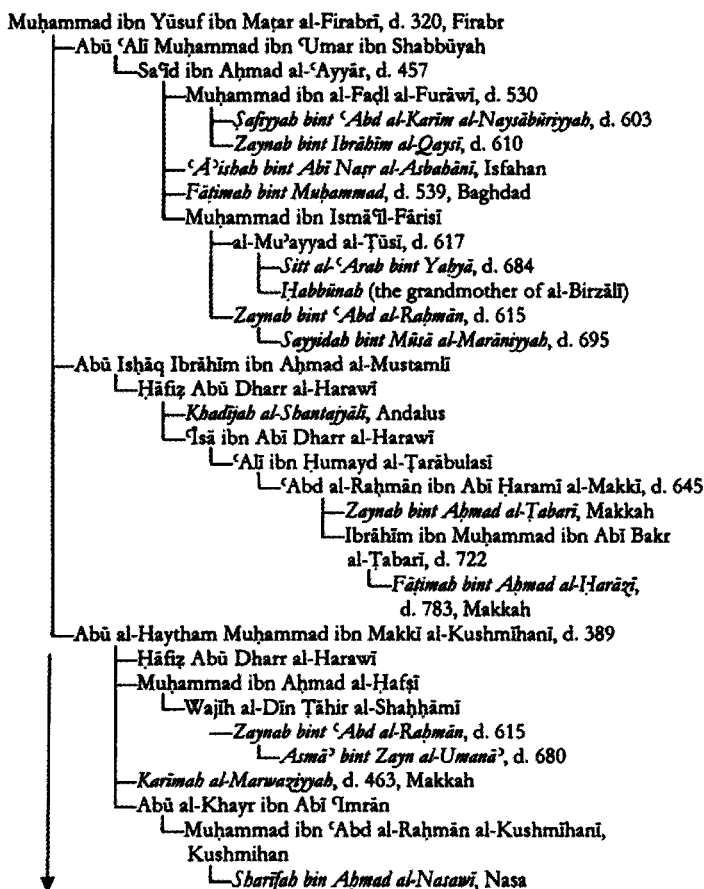 Muḥammad ibn Yūsuf ibn Maṭar al-Firabrī, d. 320, Firabr
Abū ʿAlī Muḥammad ibn ʿUmar ibn Shabbūyah
Saʿīd ibn Aḥmad al-ʿAyyār, d. 457
Muḥammad ibn al-Faḍl al-Furāwī, d. 530
Ṣafiyyah bint ʿAbd al-Karīm al-Naysābūriyyah, d. 603
Zaynab bint Ibrāhīm al-Qaysī, d. 610
ʿĀʾishah bint Abī Naṣr al-Aṣbahānī, Isfahan
Fāṭimah bint Muḥammad, d. 539, Baghdad
Muḥammad ibn Ismāʿīl-Fārisī
al-Muʾayyad al-Ṭūsī, d. 617
Sitt al-ʿArab bint Yaḥyā, d. 684
Ḥabbūnah (the grandmother of al-Birzālī)
Zaynab bint ʿAbd al-Raḥmān, d. 615
Sayyidah bint Mūsā al-Marāniyyah, d. 695
Abū Isḥāq Ibrāhīm ibn Aḥmad al-Mustamlī
Ḥāfiẓ Abū Dharr al-Harawī
Khadījah al-Shantajyālī, Andalus
ʿĪsā ibn Abī Dharr al-Harawī
ʿAlī ibn Ḥumayd al-Ṭarābulasī
ʿAbd al-Raḥmān ibn Abī Ḥaramī al-Makkī, d. 645
Zaynab bint Aḥmad al-Ṭabarī, Makkah
Ibrāhīm ibn Muḥammad ibn Abī Bakr
al-Ṭabarī, d. 722
Fāṭimah bint Aḥmad al-Ḥarāzī,
d. 783, Makkah
Abū al-Haytham Muḥammad ibn Makkī al-Kushmīhanī, d. 389
Ḥāfiẓ Abū Dharr al-Harawī
Muḥammad ibn Aḥmad al-Ḥafṣī
Wajīh al-Dīn Ṭāhir al-Shaḥḥāmī
Zaynab bint ʿAbd al-Raḥmān, d. 615
Asmāʾ bint Zayn al-Umanāʾ, d. 680
Karīmah al-Marwaziyyah, d. 463, Makkah
Abū al-Khayr ibn Abī ʿImrān
Muḥammad ibn ʿAbd al-Raḥmān al-Kushmīhanī,
Kushmihan
Sharīfah bin Aḥmad al-Nasawī, Nasa